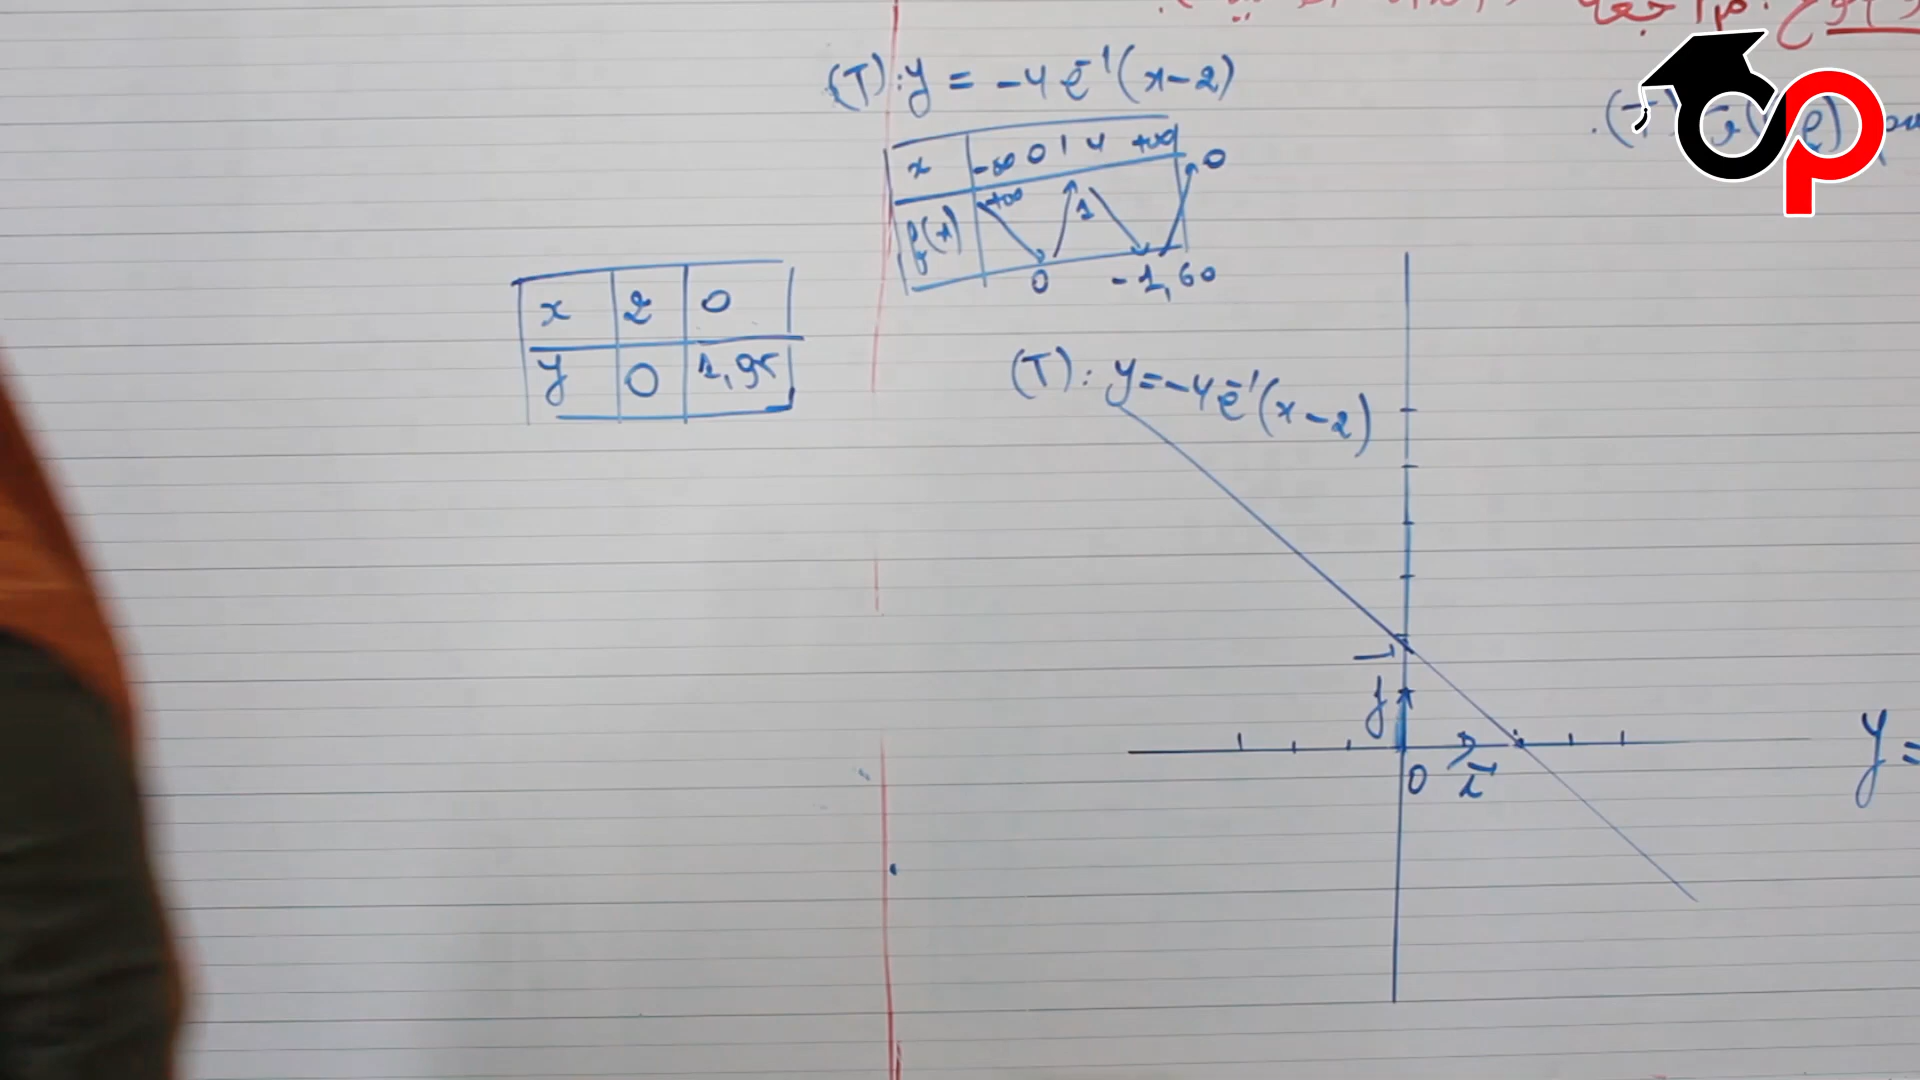 (T): y = -4e⁻¹(x-2)
x | -∞ 0 1 4 +∞
f(x) | +∞ 0 1 -1,60 0
x | 2 | 0
y | 0 | 1,95
(T): y = -4e⁻¹(x-2)
j
0 i
y =
(T) و (φ)